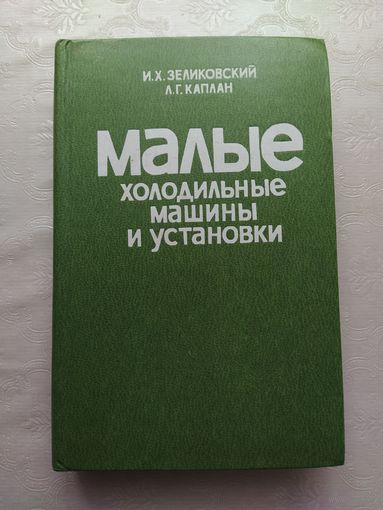 И.Х. ЗЕЛИКОВСКИЙ
Л.Г. КАПЛАН
МАЛЫЕ
ХОЛОДИЛЬНЫЕ
МАШИНЫ
И УСТАНОВКИ